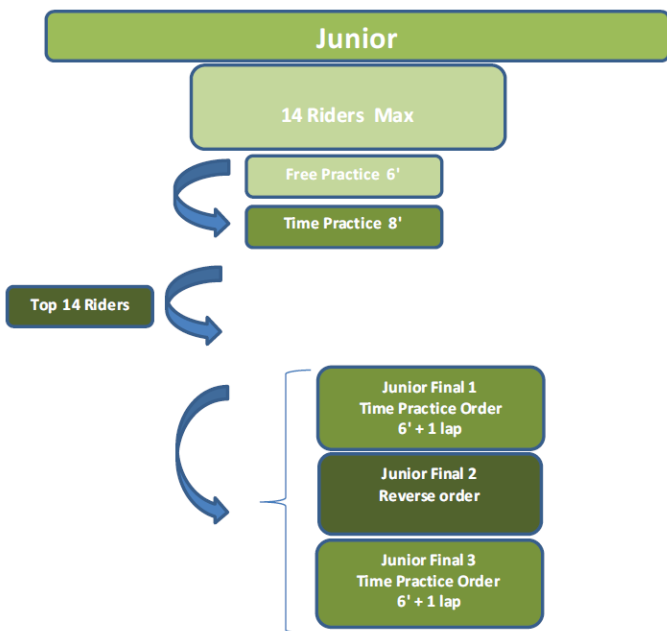 Junior
14 Riders Max
Free Practice 6'
Time Practice 8'
Top 14 Riders
Junior Final 1
Time Practice Order
6' + 1 lap
Junior Final 2
Reverse order
Junior Final 3
Time Practice Order
6' + 1 lap